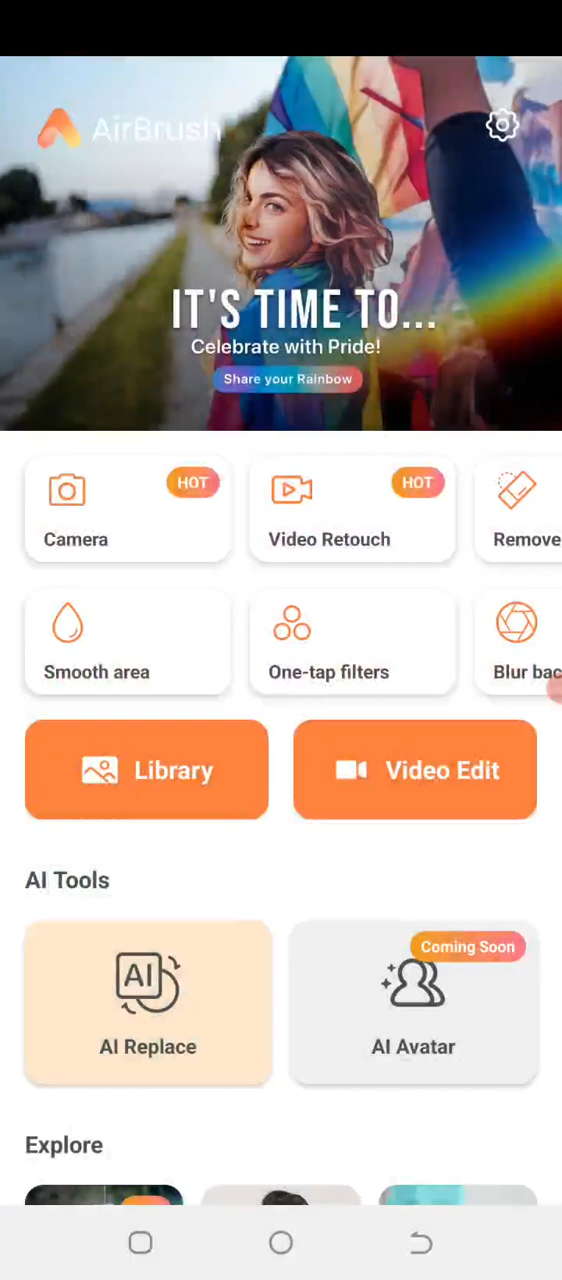 AirBrush
IT'S TIME TO...
Celebrate with Pride!
Share your Rainbow
HOT
HOT
Camera
Video Retouch
Remove
Smooth area
One-tap filters
Blur bac
Library
Video Edit
AI Tools
Coming Soon
AI
AI Replace
AI Avatar
Explore